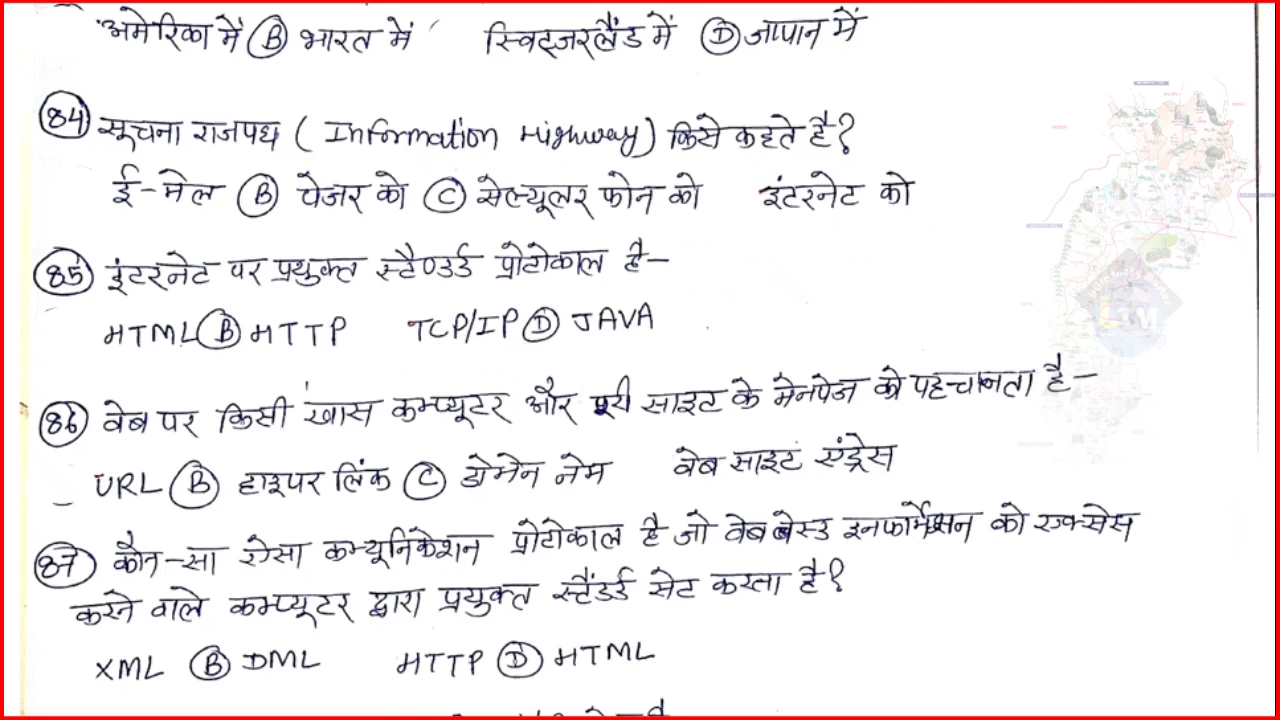 अमेरिका में (B) भारत में स्विट्जरलैंड में (D) जापान में
(84) सूचना राजपथ (Information Highway) किसे कहते है?
ई-मेल (B) पेजर को (C) सेल्यूलर फोन को इंटरनेट को
(85) इंटरनेट पर प्रयुक्त स्टैण्डर्ड प्रोटोकाल है-
HTML (B) HTTP TCP/IP (D) JAVA
(86) वेब पर किसी खास कम्प्यूटर और पूरी साइट के मेनपेज को पहचानता है-
URL (B) हाइपर लिंक (C) डोमेन नेम वेब साइट एंड्रेस
(87) कौन-सा ऐसा कम्यूनिकेशन प्रोटोकाल है जो वेब बेस्ड इनफार्मेशन को एक्सेस
करने वाले कम्प्यूटर द्वारा प्रयुक्त स्टैंडर्ड सेट करता है?
XML (B) DML HTTP (D) HTML